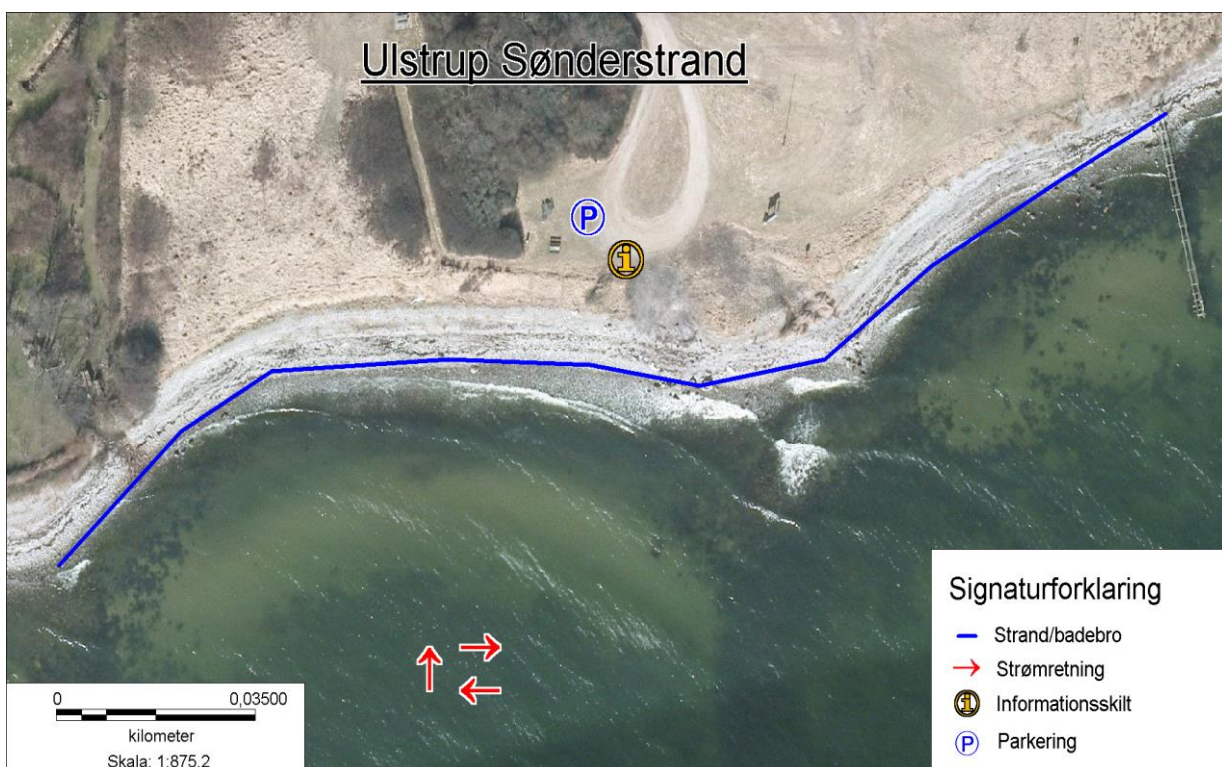 Ulstrup Sønderstrand
P
i
Signaturforklaring
Strand/badebro
Strømretning
i Informationsskilt
P Parkering
0 0,03500
kilometer
Skala: 1:875.2